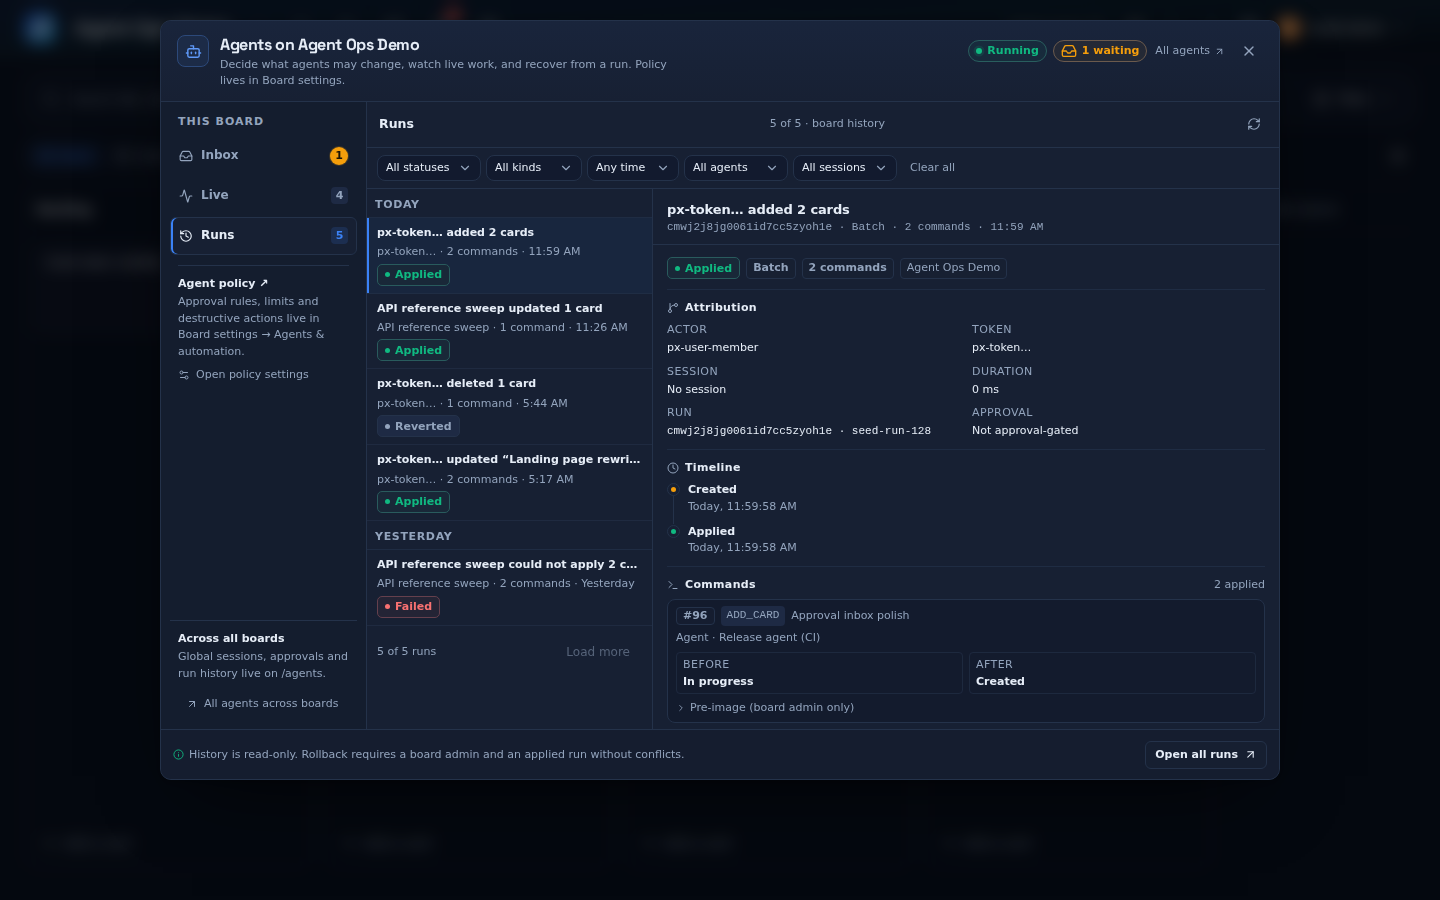 Agents on Agent Ops Demo
Decide what agents may change, watch live work, and recover from a run. Policy
lives in Board settings.
Running
1 waiting
All agents
THIS BOARD
Inbox
1
Live
4
Runs
5
Agent policy ↗
Approval rules, limits and
destructive actions live in
Board settings → Agents &
automation.
Open policy settings
Across all boards
Global sessions, approvals and
run history live on /agents.
All agents across boards
Runs
5 of 5 · board history
All statuses
All kinds
Any time
All agents
All sessions
Clear all
TODAY
px-token… added 2 cards
px-token… · 2 commands · 11:59 AM
Applied
API reference sweep updated 1 card
API reference sweep · 1 command · 11:26 AM
Applied
px-token… deleted 1 card
px-token… · 1 command · 5:44 AM
Reverted
px-token… updated “Landing page rewri…
px-token… · 2 commands · 5:17 AM
Applied
YESTERDAY
API reference sweep could not apply 2 c…
API reference sweep · 2 commands · Yesterday
Failed
5 of 5 runs
Load more
px-token… added 2 cards
cmwj2j8jg0061id7cc5zyoh1e · Batch · 2 commands · 11:59 AM
Applied
Batch
2 commands
Agent Ops Demo
Attribution
ACTOR
px-user-member
TOKEN
px-token…
SESSION
No session
DURATION
0 ms
RUN
cmwj2j8jg0061id7cc5zyoh1e · seed-run-128
APPROVAL
Not approval-gated
Timeline
Created
Today, 11:59:58 AM
Applied
Today, 11:59:58 AM
Commands
2 applied
#96
ADD_CARD
Approval inbox polish
Agent · Release agent (CI)
BEFORE
In progress
AFTER
Created
Pre-image (board admin only)
History is read-only. Rollback requires a board admin and an applied run without conflicts.
Open all runs